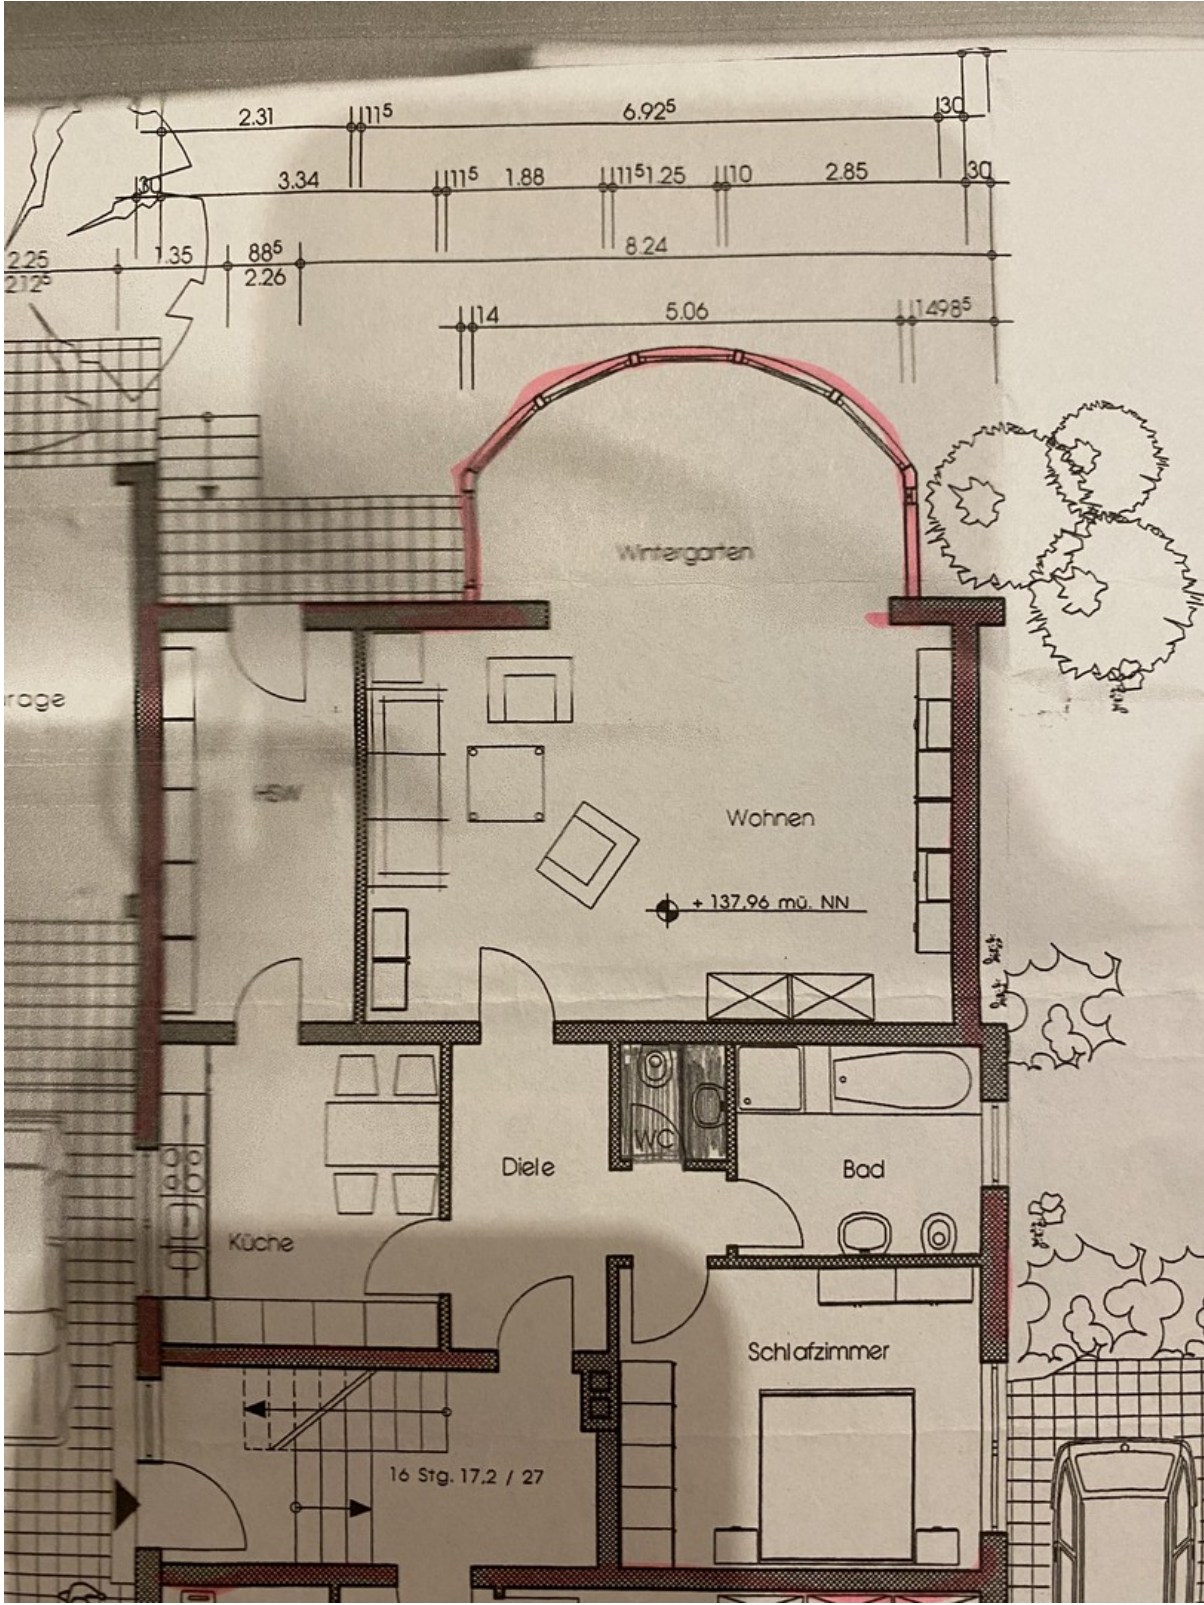 2.31 11⁵ 6.92⁵ 30
30 3.34 11⁵ 1.88 11⁵ 1.25 10 2.85 30
2.25 1.35 88⁵ 8.24
2.12⁵ 2.26
14 5.06 14 98⁵
Wintergarten
rage
HSW
Wohnen
+ 137,96 mü. NN
WC
Diele
Bad
Küche
Schlafzimmer
16 Stg. 17,2 / 27